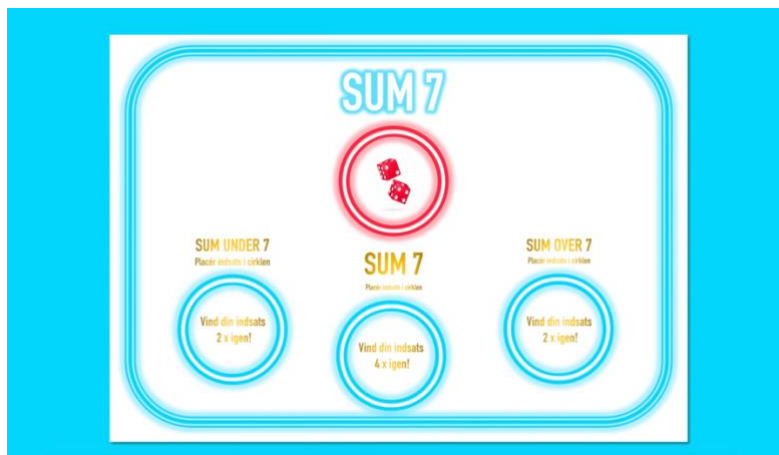 SUM 7
SUM UNDER 7
Placér indsats i cirklen
Vind din indsats
2 x igen!
SUM 7
Placér indsats i cirklen
Vind din indsats
4 x igen!
SUM OVER 7
Placér indsats i cirklen
Vind din indsats
2 x igen!